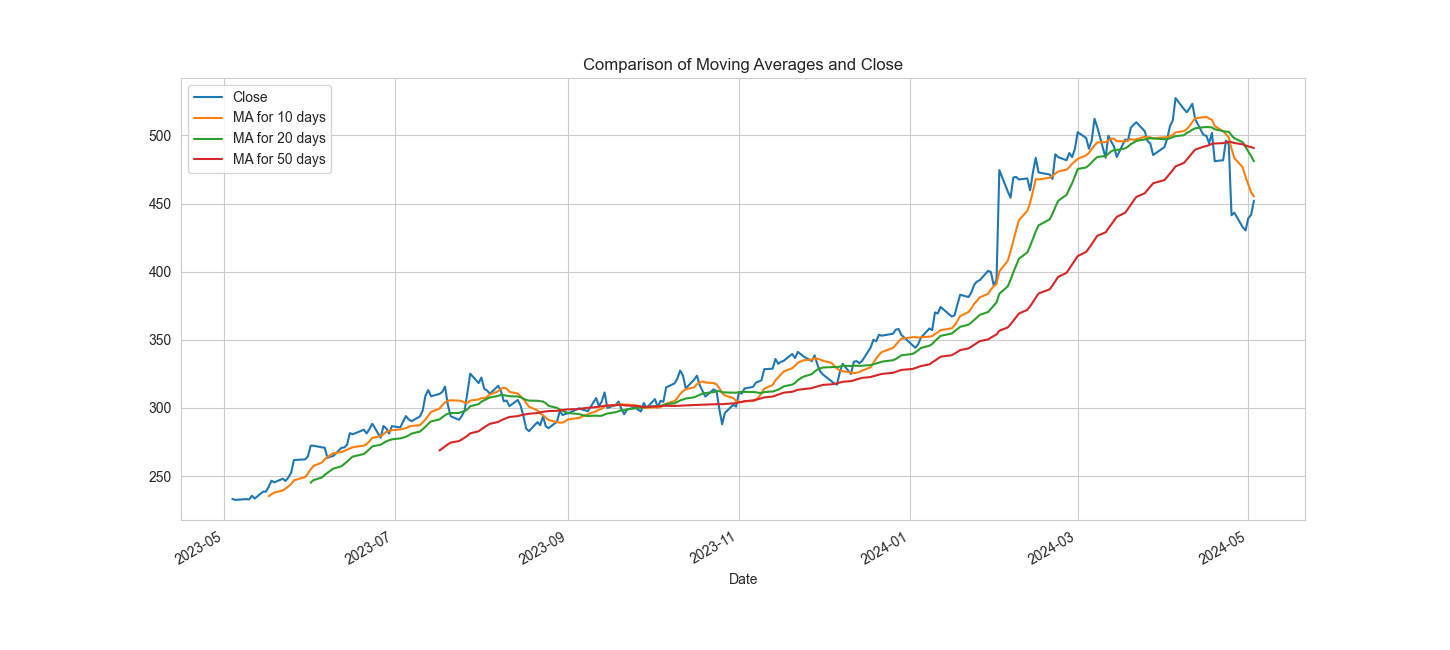 Comparison of Moving Averages and Close
Close
MA for 10 days
MA for 20 days
MA for 50 days
500
450
400
350
300
250
2023-05
2023-07
2023-09
2023-11
2024-01
2024-03
2024-05
Date